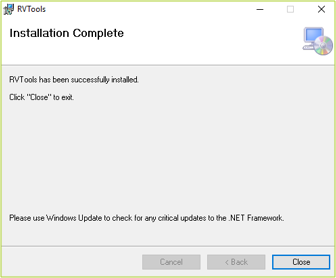 RVTools
Installation Complete
RVTools has been successfully installed.
Click "Close" to exit.
Please use Windows Update to check for any critical updates to the .NET Framework.
Cancel
< Back
Close